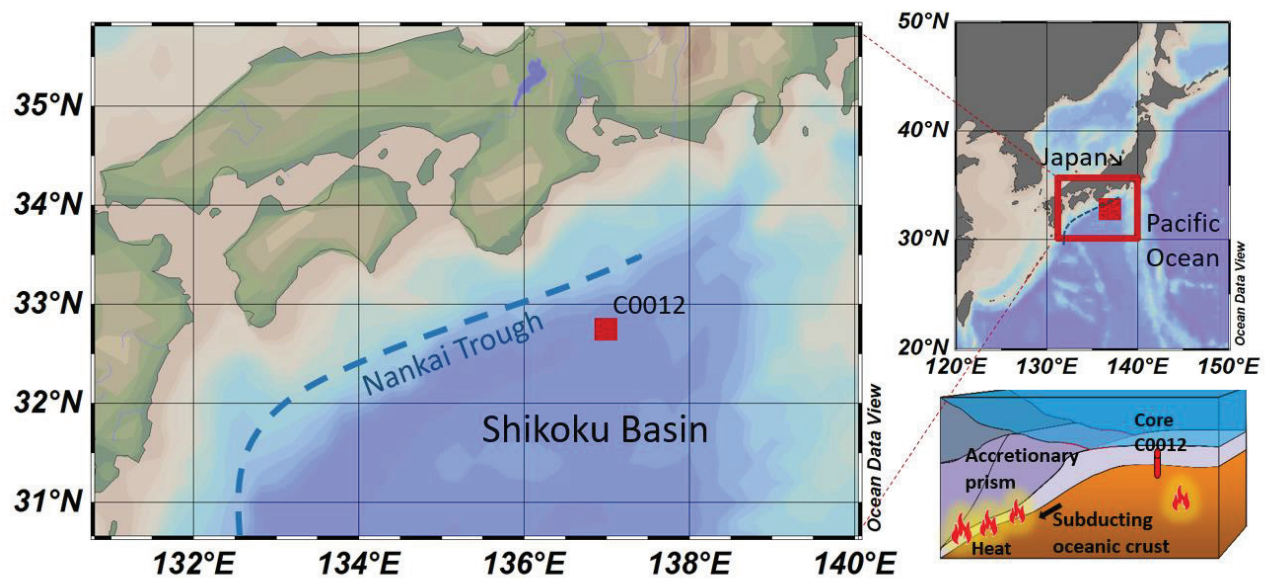 35°N
34°N
33°N
32°N
31°N
132°E
134°E
136°E
138°E
140°E
C0012
Nankai Trough
Shikoku Basin
Ocean Data View
50°N
40°N
30°N
20°N
120°E
130°E
140°E
150°E
Japan
Pacific
Ocean
Ocean Data View
Core
C0012
Accretionary
prism
Heat
Subducting
oceanic crust